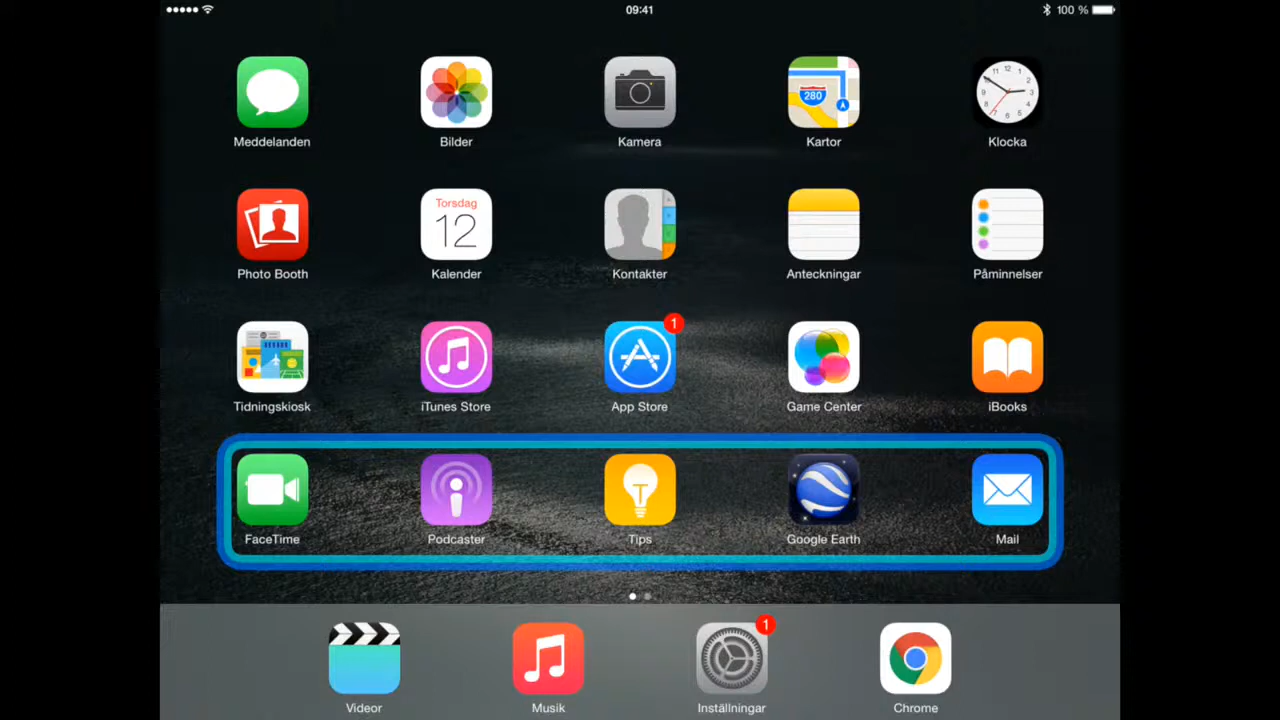 09:41
100 %
280
Meddelanden
Bilder
Kamera
Kartor
Klocka
Torsdag
12
Photo Booth
Kalender
Kontakter
Anteckningar
Påminnelser
1
Tidningskiosk
iTunes Store
App Store
Game Center
iBooks
FaceTime
Podcaster
Tips
Google Earth
Mail
1
Videor
Musik
Inställningar
Chrome